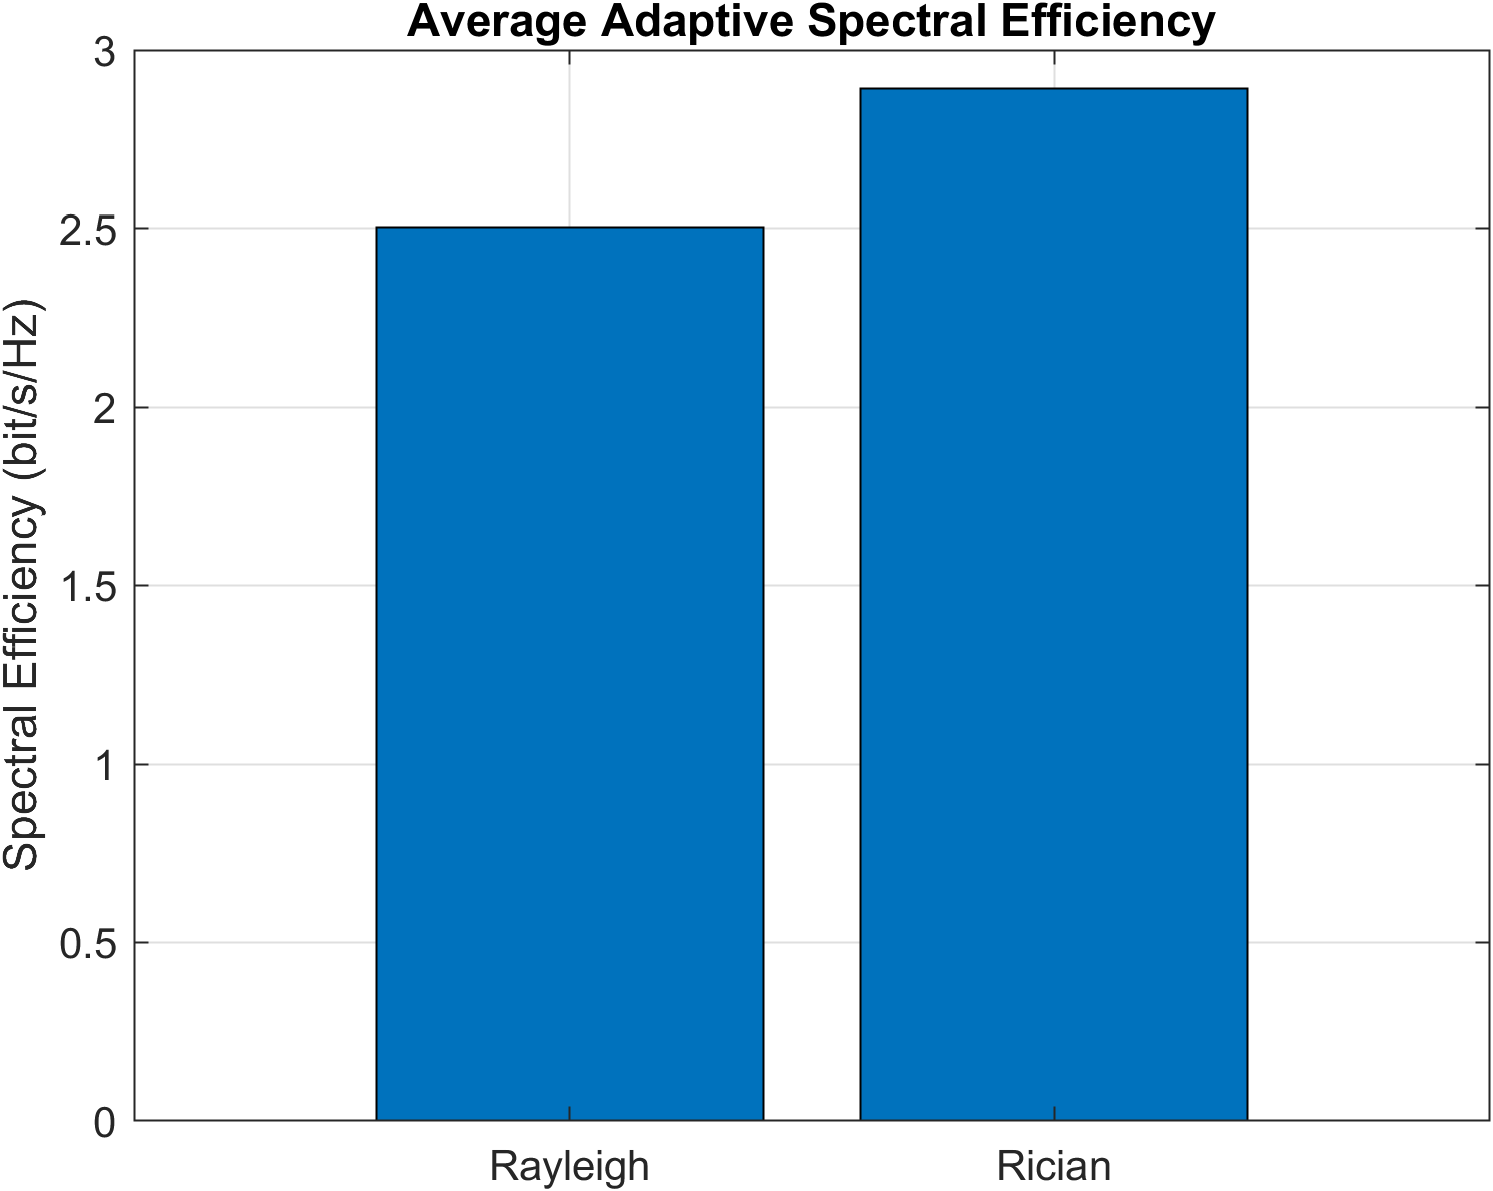 Average Adaptive Spectral Efficiency
3
2.5
2
1.5
1
0.5
0
Spectral Efficiency (bit/s/Hz)
Rayleigh
Rician